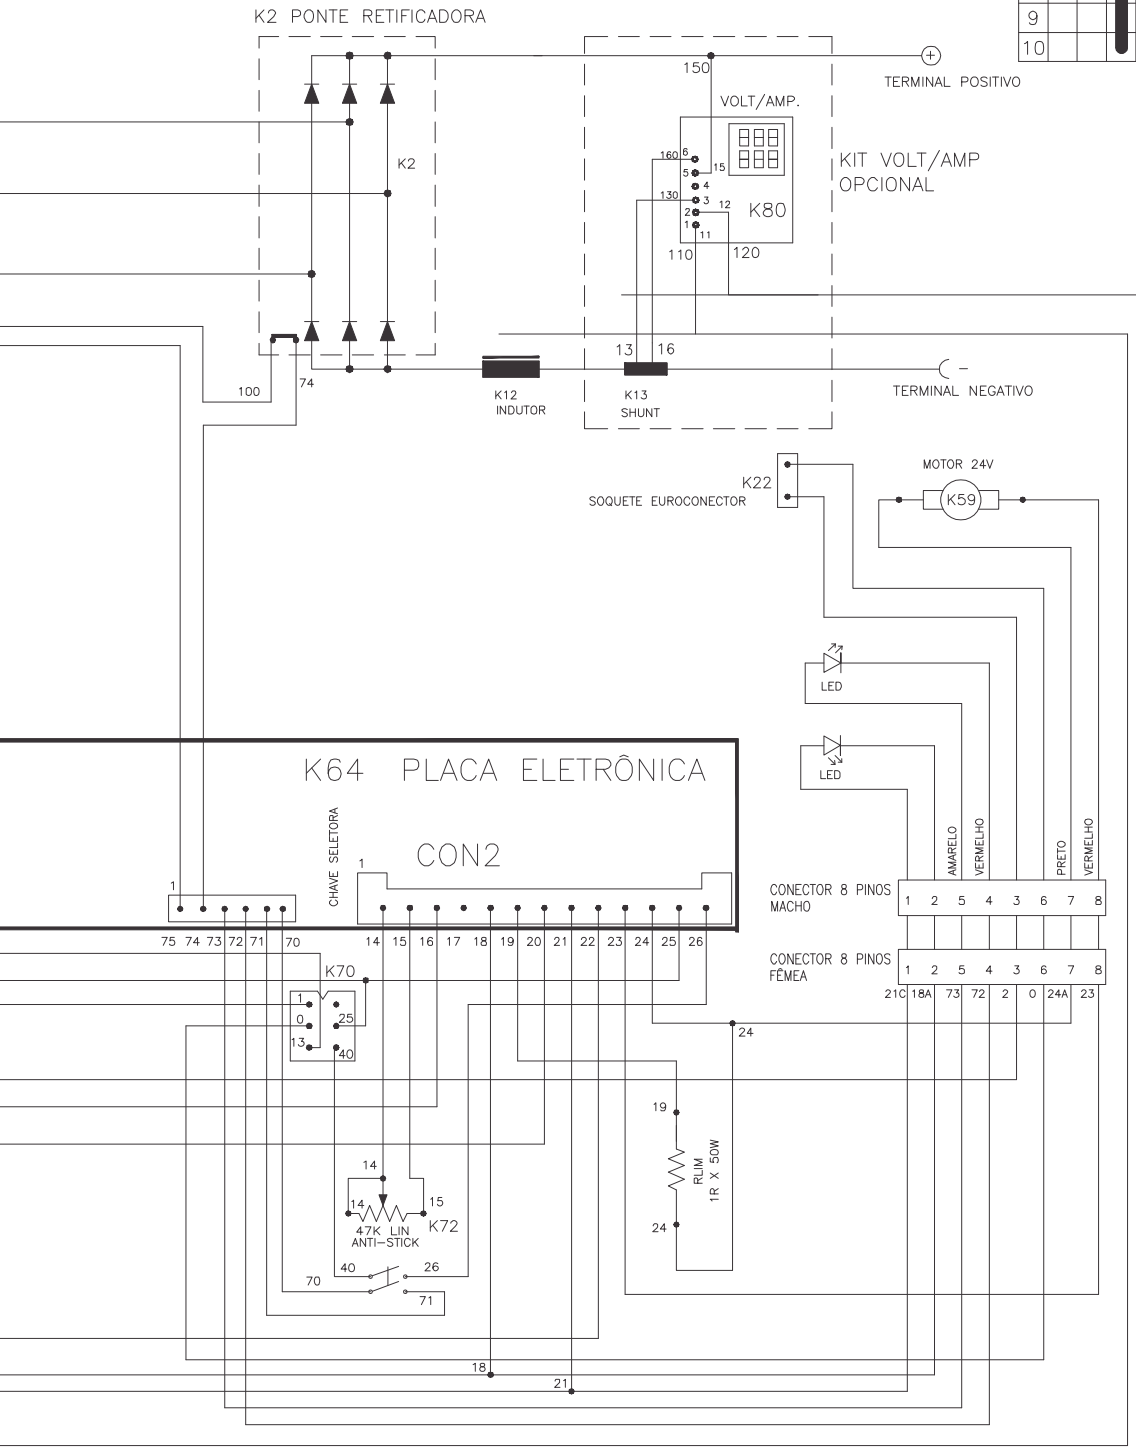 K2 PONTE RETIFICADORA
9
10
150
TERMINAL POSITIVO
VOLT/AMP.
K2
KIT VOLT/AMP
OPCIONAL
160 6
5 15
4
130 3
2 12
1
11
K80
110 120
13 16
100
74
K12
INDUTOR
K13
SHUNT
-
TERMINAL NEGATIVO
K22
SOQUETE EUROCONECTOR
MOTOR 24V
K59
LED
LED
K64 PLACA ELETRÔNICA
CHAVE SELETORA
CON2
1
1
AMARELO
VERMELHO
PRETO
VERMELHO
CONECTOR 8 PINOS
MACHO
1 2 5 4 3 6 7 8
75 74 73 72 71 70
14 15 16 17 18 19 20 21 22 23 24 25 26
CONECTOR 8 PINOS
FÊMEA
1 2 5 4 3 6 7 8
21C 18A 73 72 2 0 24A 23
K70
1
0 25
13 40
24
19
RLIM
1R X 50W
24
14
14 15
K72
47K LIN
ANTI-STICK
40 26
70
71
18
21